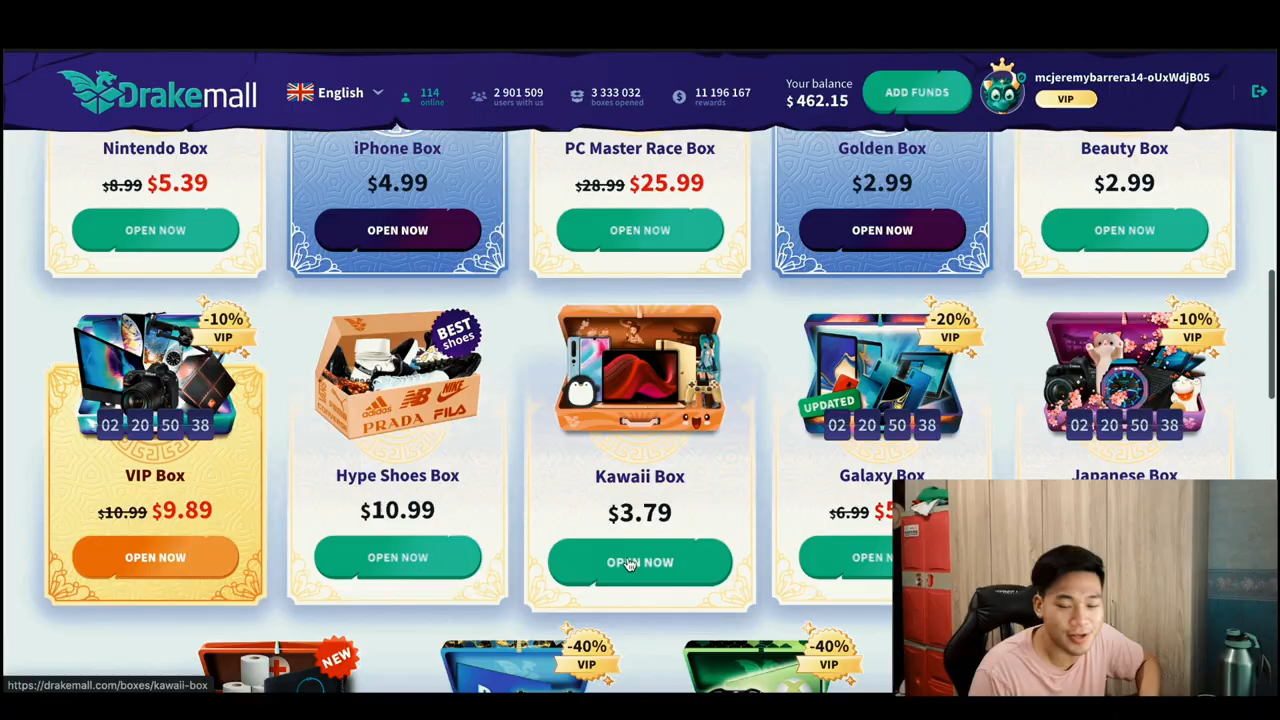 Drakemall
English
114
online
2 901 509
users with us
3 333 032
boxes opened
11 196 167
rewards
Your balance
$ 462.15
ADD FUNDS
mcjeremybarrera14-oUxWdjB05
VIP
Nintendo Box
$8.99 $5.39
OPEN NOW
iPhone Box
$4.99
OPEN NOW
PC Master Race Box
$28.99 $25.99
OPEN NOW
Golden Box
$2.99
OPEN NOW
Beauty Box
$2.99
OPEN NOW
-10%
VIP
02 20 50 38
VIP Box
$10.99 $9.89
OPEN NOW
BEST
shoes
adidas
NIKE
PRADA FILA
Hype Shoes Box
$10.99
OPEN NOW
Kawaii Box
$3.79
OPEN NOW
-20%
VIP
UPDATED
02 20 50 38
Galaxy Box
$6.99
OPEN N
-10%
VIP
02 20 50 38
Japanese Box
NEW
-40%
VIP
-40%
VIP
https://drakemall.com/boxes/kawaii-box